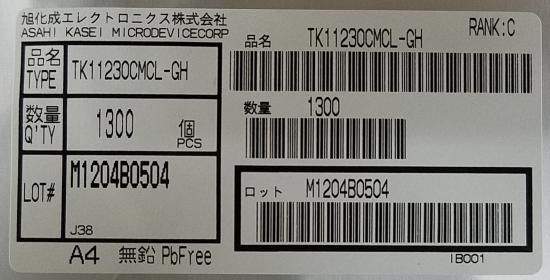 旭化成エレクトロニクス株式会社
ASAHI KASEI MICRODEVICECORP
RANK:C
品名
TYPE
TK11230CMCL-GH
品名 TK11230CMCL-GH
数量
Q'TY
1300 個
PCS
数量 1300
LOT#
M1204B0504
J38
ロット M1204B0504
A4 無鉛 PbFree
IB001